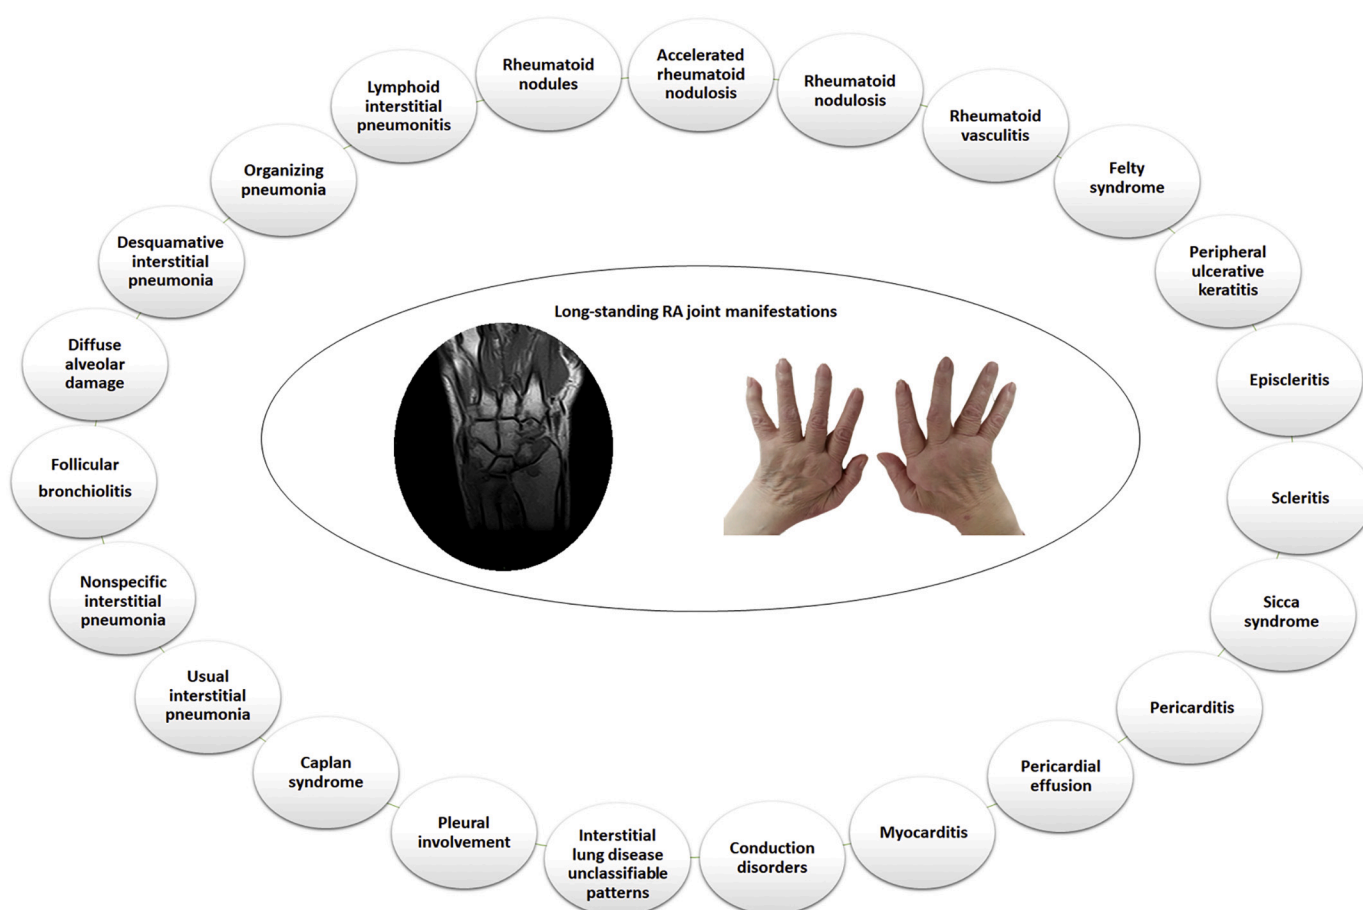 Rheumatoid
nodules
Accelerated
rheumatoid
nodulosis
Rheumatoid
nodulosis
Rheumatoid
vasculitis
Felty
syndrome
Peripheral
ulcerative
keratitis
Episcleritis
Scleritis
Sicca
syndrome
Pericarditis
Pericardial
effusion
Myocarditis
Conduction
disorders
Interstitial
lung disease
unclassifiable
patterns
Pleural
involvement
Caplan
syndrome
Usual
interstitial
pneumonia
Nonspecific
interstitial
pneumonia
Follicular
bronchiolitis
Diffuse
alveolar
damage
Desquamative
interstitial
pneumonia
Organizing
pneumonia
Lymphoid
interstitial
pneumonitis
Long-standing RA joint manifestations